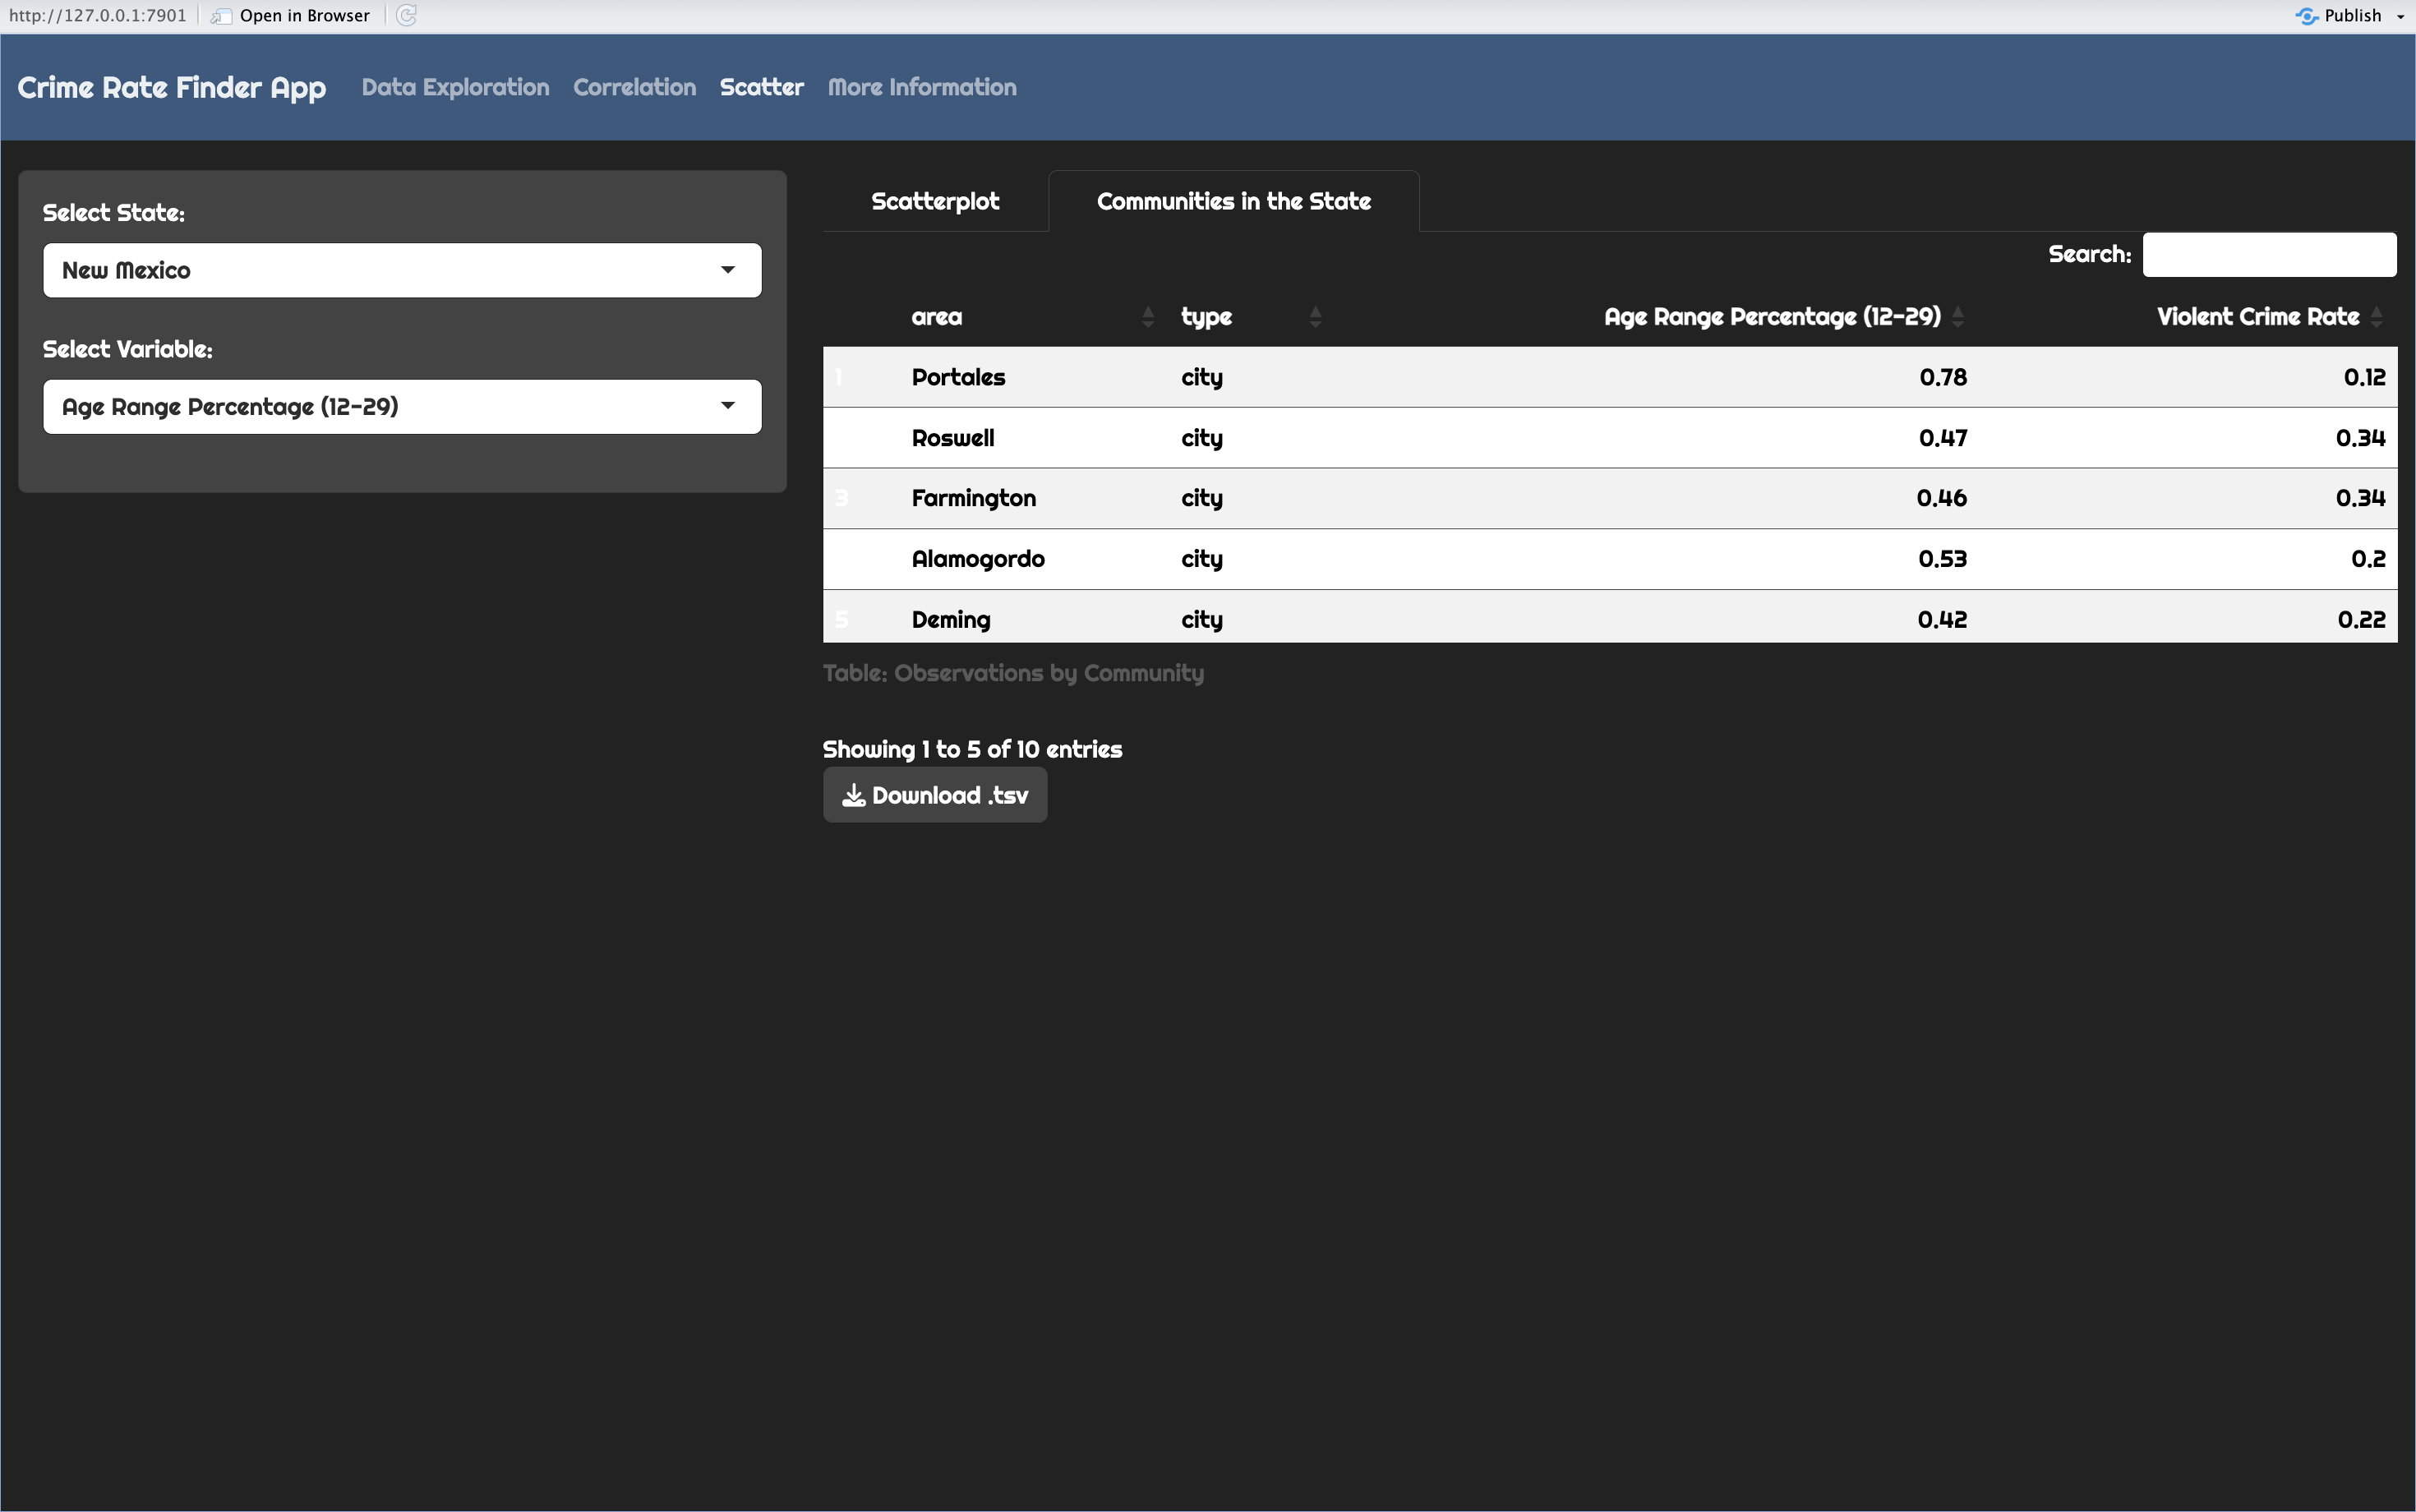 http://127.0.0.1:7901 Open in Browser Publish
Crime Rate Finder App Data Exploration Correlation Scatter More Information
Select State:
New Mexico
Select Variable:
Age Range Percentage (12-29)
Scatterplot Communities in the State
Search:
area type Age Range Percentage (12-29) Violent Crime Rate
1 Portales city 0.78 0.12
Roswell city 0.47 0.34
3 Farmington city 0.46 0.34
Alamogordo city 0.53 0.2
5 Deming city 0.42 0.22
Table: Observations by Community
Showing 1 to 5 of 10 entries
Download .tsv